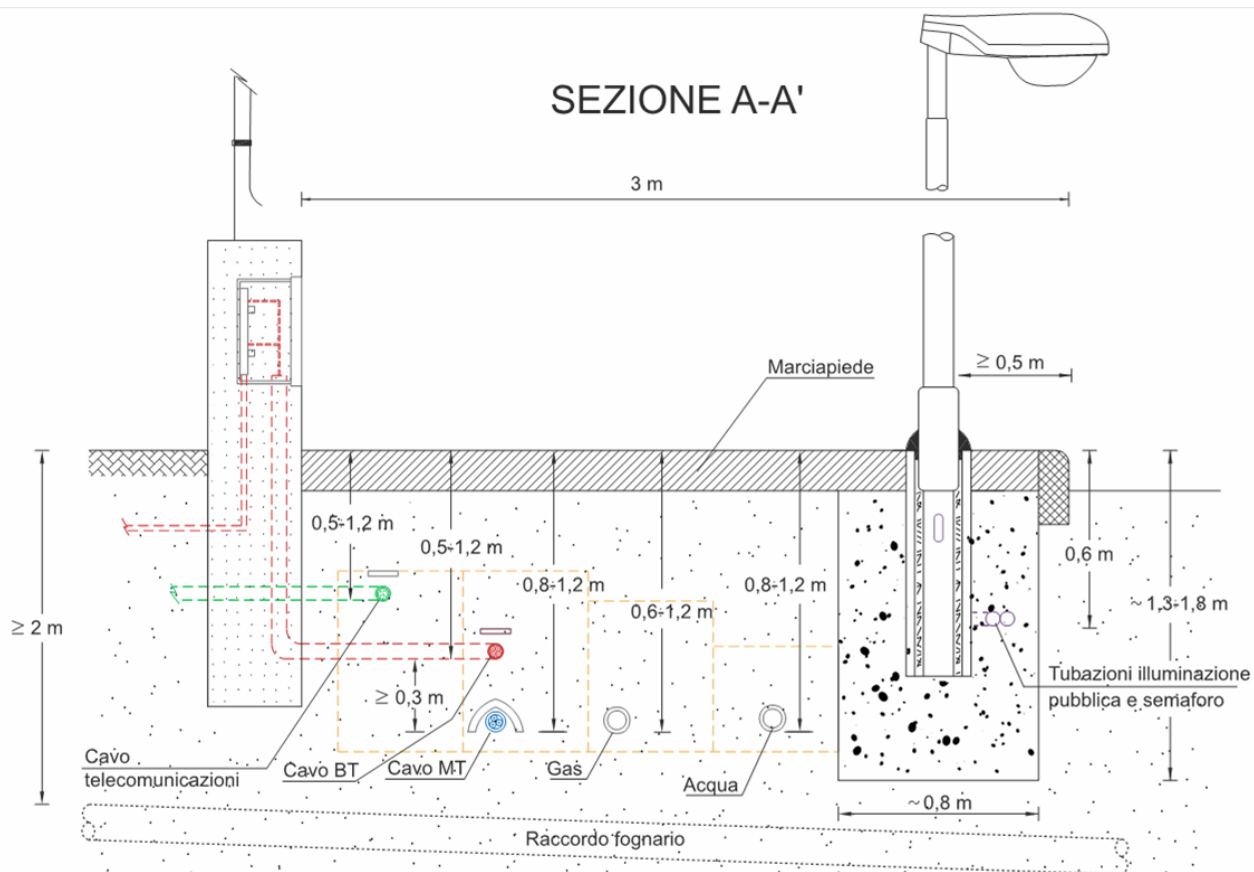 SEZIONE A-A'
3 m
Marciapiede
≥ 0,5 m
0,5÷1,2 m
0,5÷1,2 m
0,8÷1,2 m
0,6÷1,2 m
0,8÷1,2 m
0,6 m
~ 1,3÷1,8 m
≥ 2 m
≥ 0,3 m
Tubazioni illuminazione
pubblica e semaforo
Cavo
telecomunicazioni
Cavo BT
Cavo MT
Gas
Acqua
~ 0,8 m
Raccordo fognario